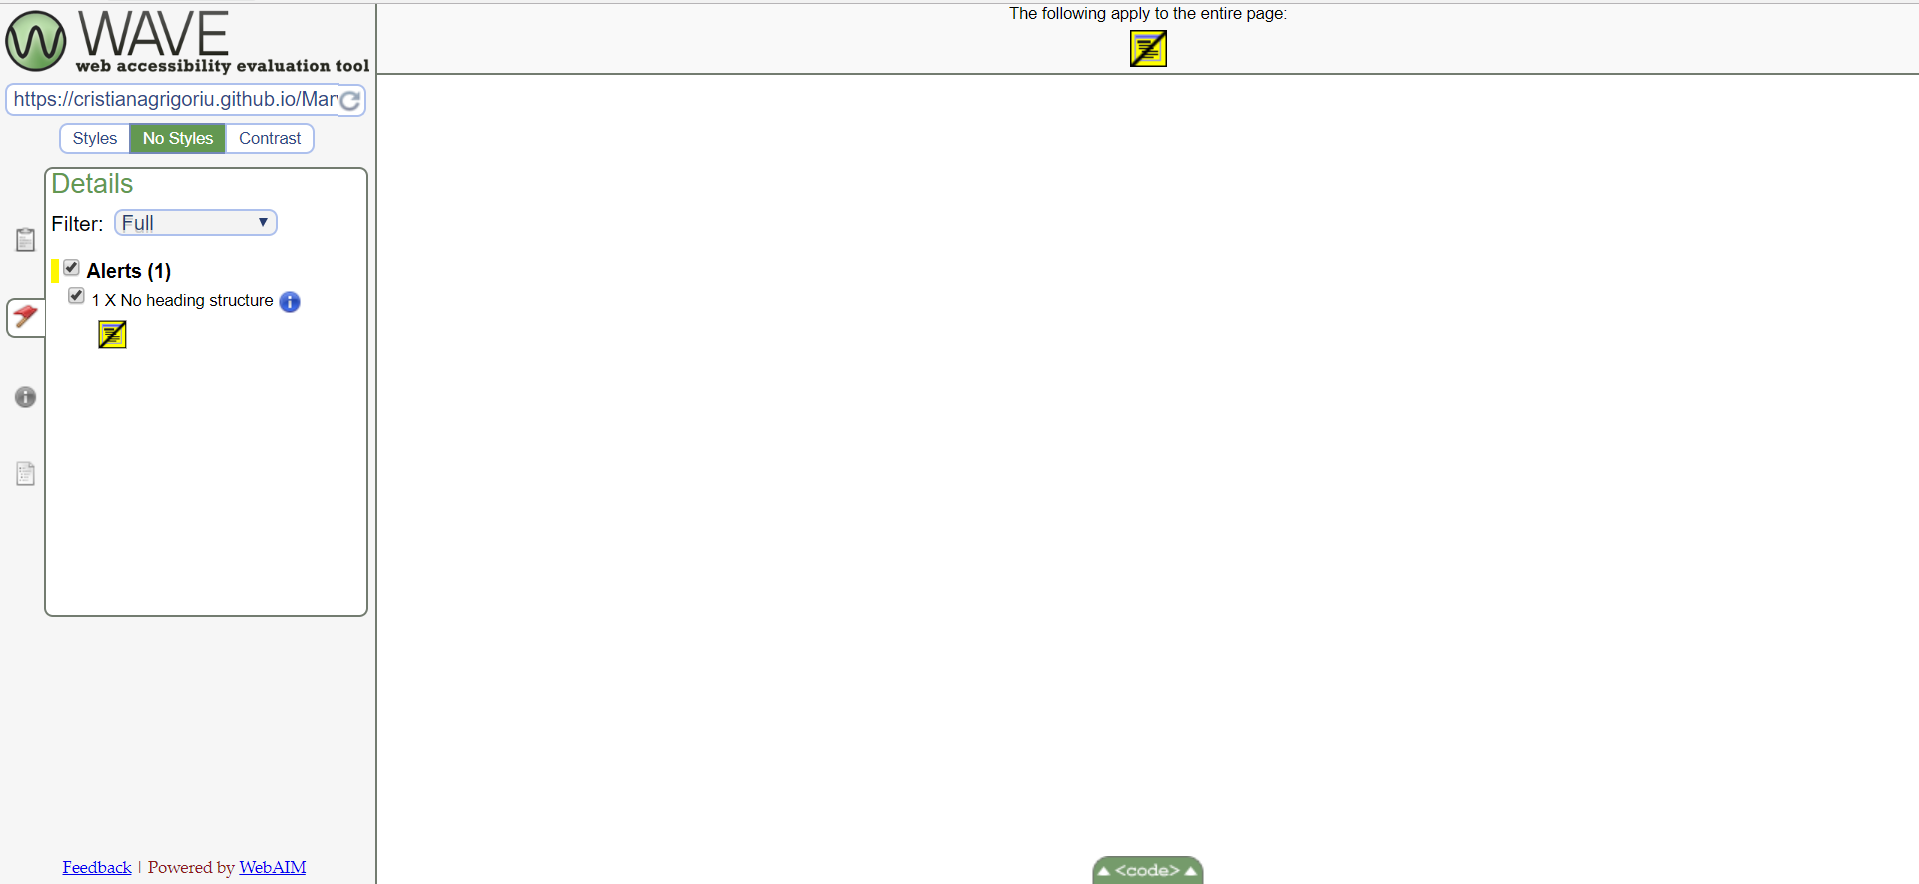 WAVE
web accessibility evaluation tool
https://cristianagrigoriu.github.io/Mar
Styles No Styles Contrast
Details
Filter: Full
Alerts (1)
1 X No heading structure
Feedback | Powered by WebAIM
The following apply to the entire page:
<code>